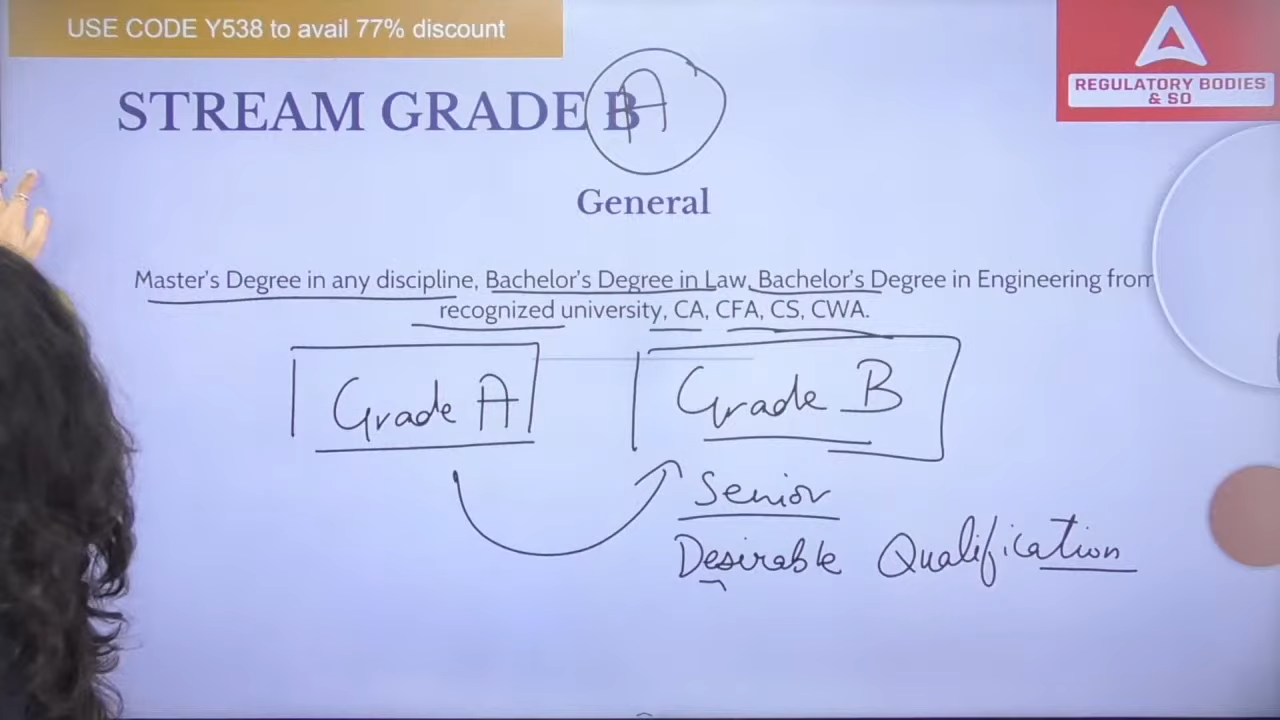 USE CODE Y538 to avail 77% discount
STREAM GRADE B A
REGULATORY BODIES
& SO
General
Master's Degree in any discipline, Bachelor's Degree in Law, Bachelor's Degree in Engineering from
recognized university, CA, CFA, CS, CWA.
Grade A
Grade B
Senior
Desirable Qualification